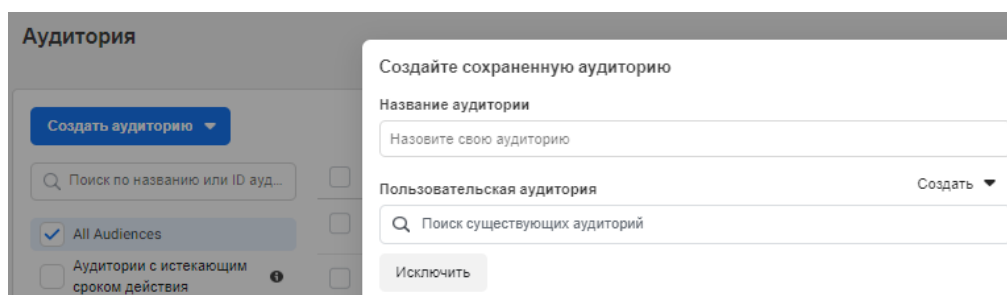 Аудитория
Создать аудиторию
Поиск по названию или ID ауд...
All Audiences
Аудитории с истекающим
сроком действия
Создайте сохраненную аудиторию
Название аудитории
Назовите свою аудиторию
Пользовательская аудитория
Создать
Поиск существующих аудиторий
Исключить